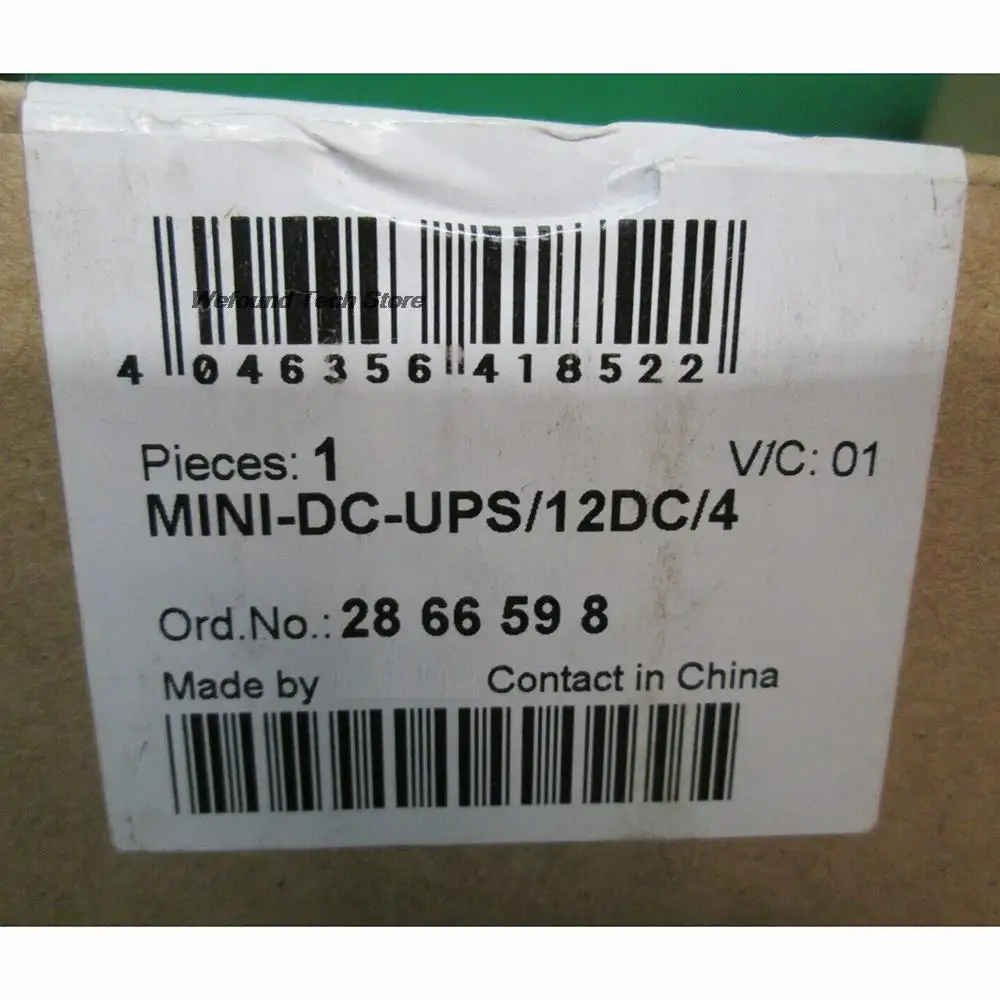 Wefound Tech Store
4 046356 418522
Pieces: 1 V/C: 01
MINI-DC-UPS/12DC/4
Ord.No.: 28 66 59 8
Made by Contact in China